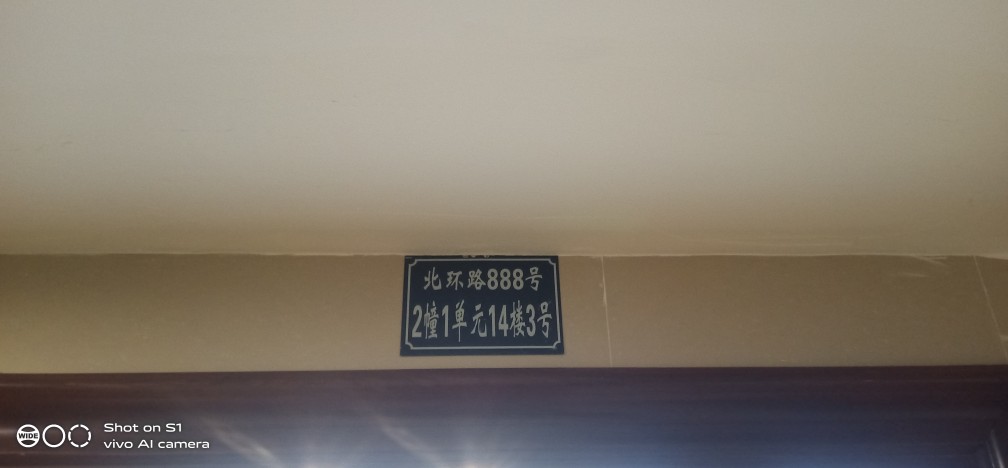 北环路888号
2幢1单元14楼3号
WIDE
Shot on S1
vivo AI camera